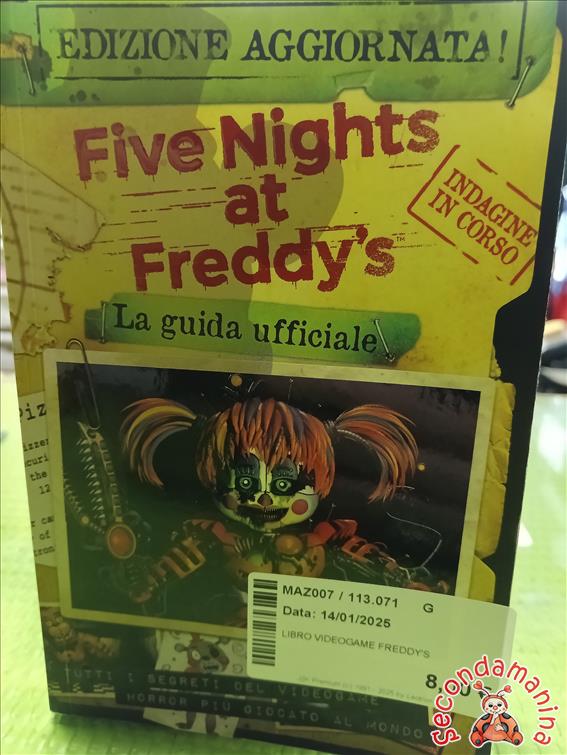 EDIZIONE AGGIORNATA!
Five Nights
at
Freddy's™
INDAGINE
IN CORSO
La guida ufficiale
MAZ007 / 113.071 G
Data: 14/01/2025
LIBRO VIDEOGAME FREDDY'S
8,
TUTTI I SEGRETI DEL VIDEOGAME
HORROR PIÙ GIOCATO AL MONDO
secondamanina